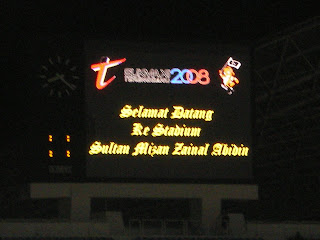 2008
Selamat Datang
Ke Stadium
Sultan Mizan Zainal Abidin